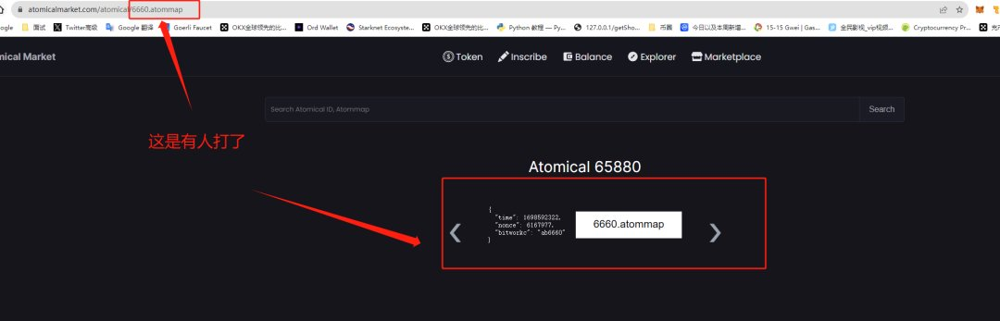 atomicalmarket.com/atomical/6660.atommap
ogle 面试 Twitter高级 Google 翻译 Goerli Faucet OKX全球领先的比... Ord Wallet Starknet Ecosyste... OKX全球领先的比... Python 教程 — Py... 127.0.0.1/getSho... 币圈 今日以及本周新增... 15-15 Gwei | Gas... 全民影视_vip视频... Cryptocurrency Pr... 充
mical Market Token Inscribe Balance Explorer Marketplace
Search Atomical ID, Atommap Search
这是有人打了
Atomical 65880
{
"time": 1698592322,
"nonce": 6167977,
"bitworkc": "ab6660"
}
6660.atommap